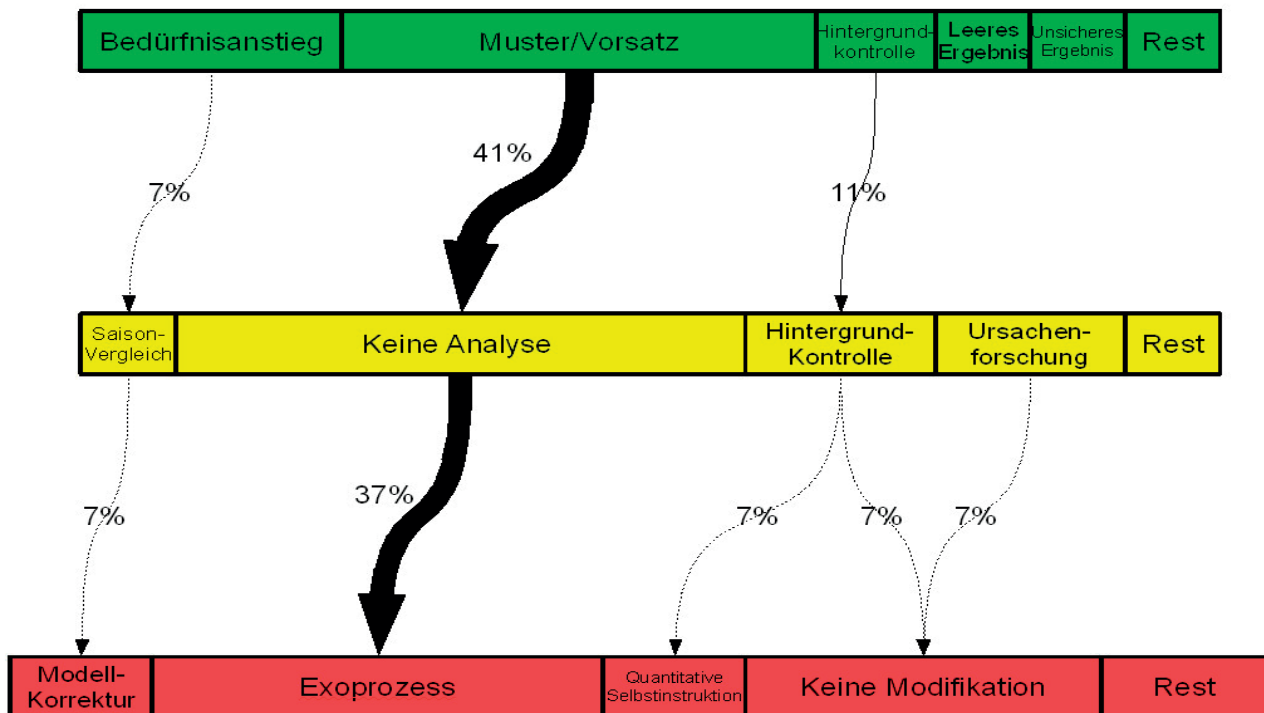 Bedürfnisanstieg
Muster/Vorsatz
Hintergrund-
kontrolle
Leeres
Ergebnis
Unsicheres
Ergebnis
Rest
7%
41%
11%
Saison-
Vergleich
Keine Analyse
Hintergrund-
Kontrolle
Ursachen-
forschung
Rest
7%
37%
7%
7%
7%
Modell-
Korrektur
Exoprozess
Quantitative
Selbstinstruktion
Keine Modifikation
Rest